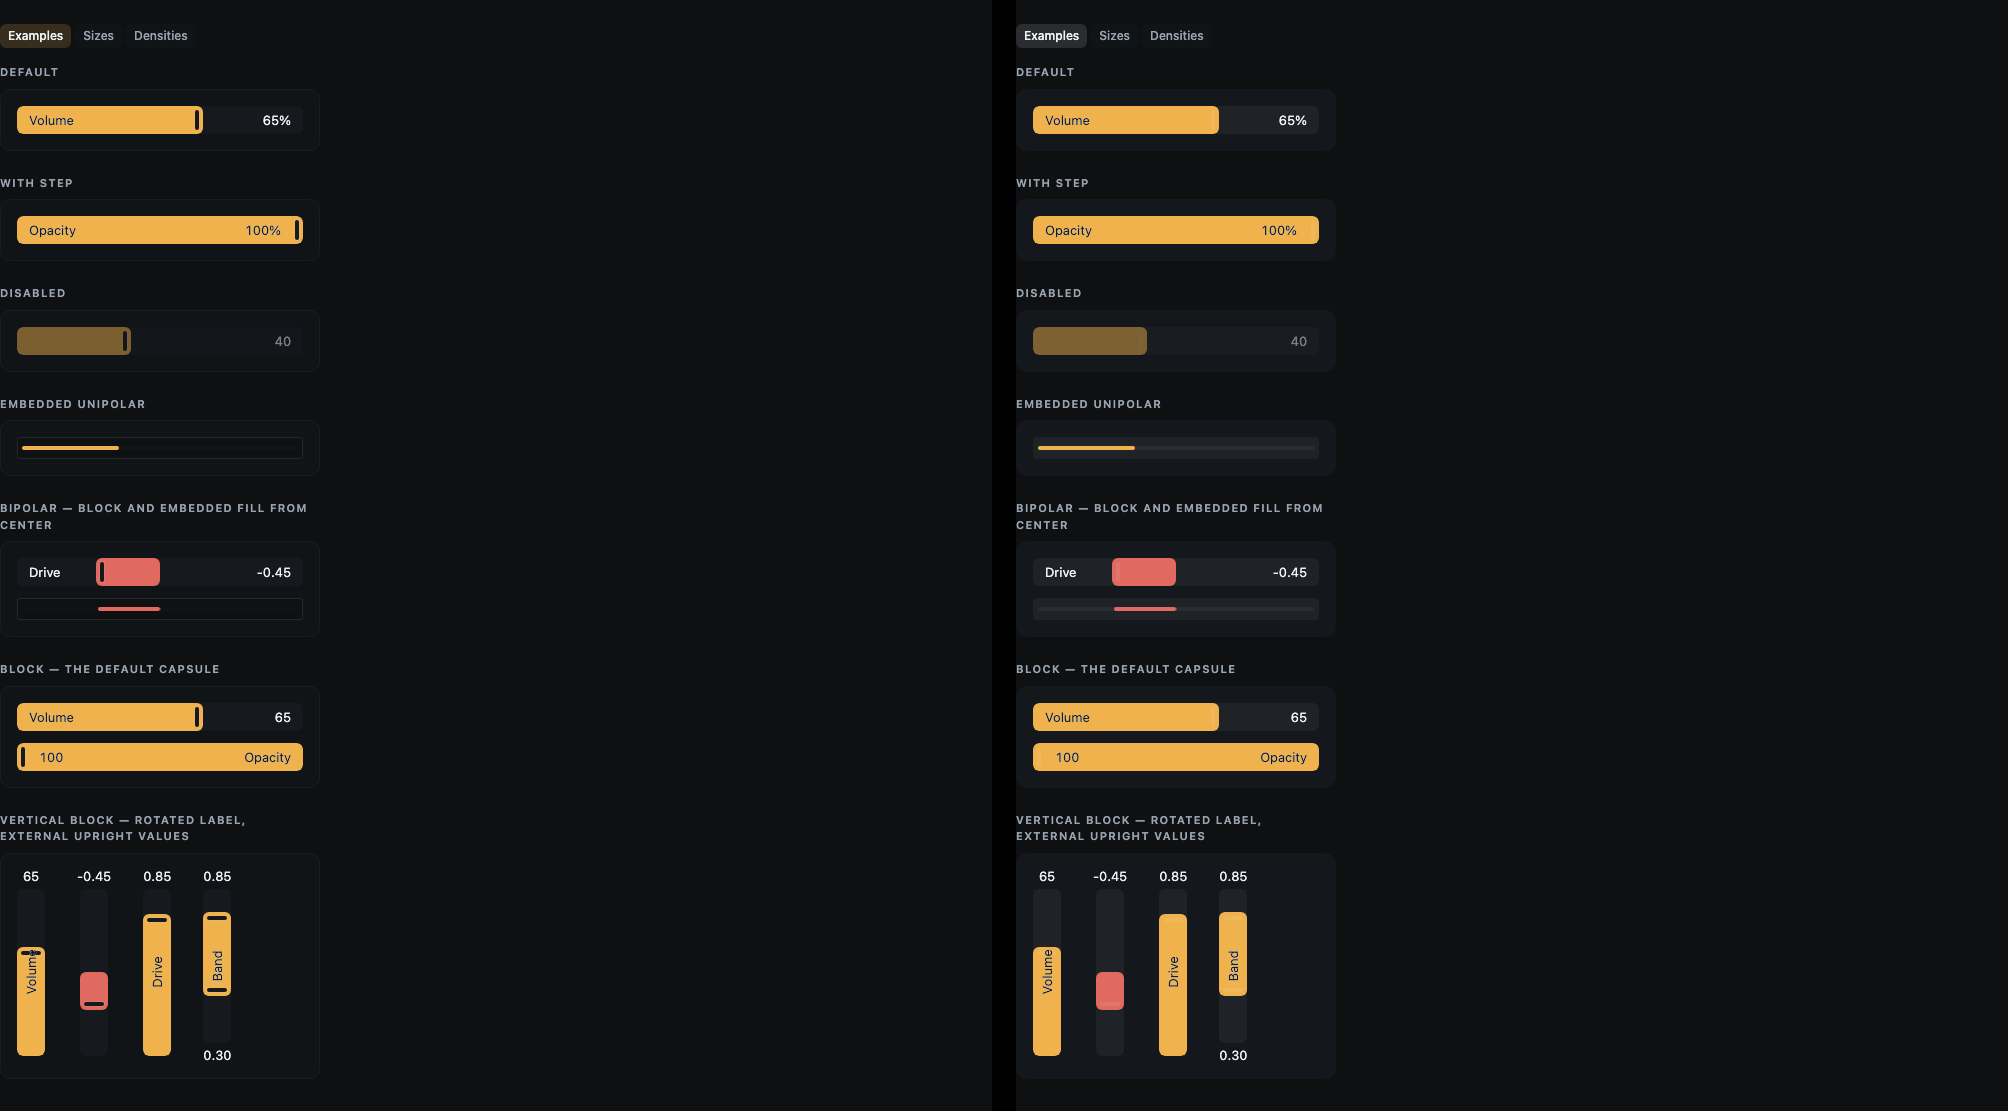 Examples Sizes Densities
DEFAULT
Volume 65%
WITH STEP
Opacity 100%
DISABLED
40
EMBEDDED UNIPOLAR
BIPOLAR — BLOCK AND EMBEDDED FILL FROM
CENTER
Drive -0.45
BLOCK — THE DEFAULT CAPSULE
Volume 65
100 Opacity
VERTICAL BLOCK — ROTATED LABEL,
EXTERNAL UPRIGHT VALUES
65 -0.45 0.85 0.85
Volume Drive Band
0.30
Examples Sizes Densities
DEFAULT
Volume 65%
WITH STEP
Opacity 100%
DISABLED
40
EMBEDDED UNIPOLAR
BIPOLAR — BLOCK AND EMBEDDED FILL FROM
CENTER
Drive -0.45
BLOCK — THE DEFAULT CAPSULE
Volume 65
100 Opacity
VERTICAL BLOCK — ROTATED LABEL,
EXTERNAL UPRIGHT VALUES
65 -0.45 0.85 0.85
Volume Drive Band
0.30